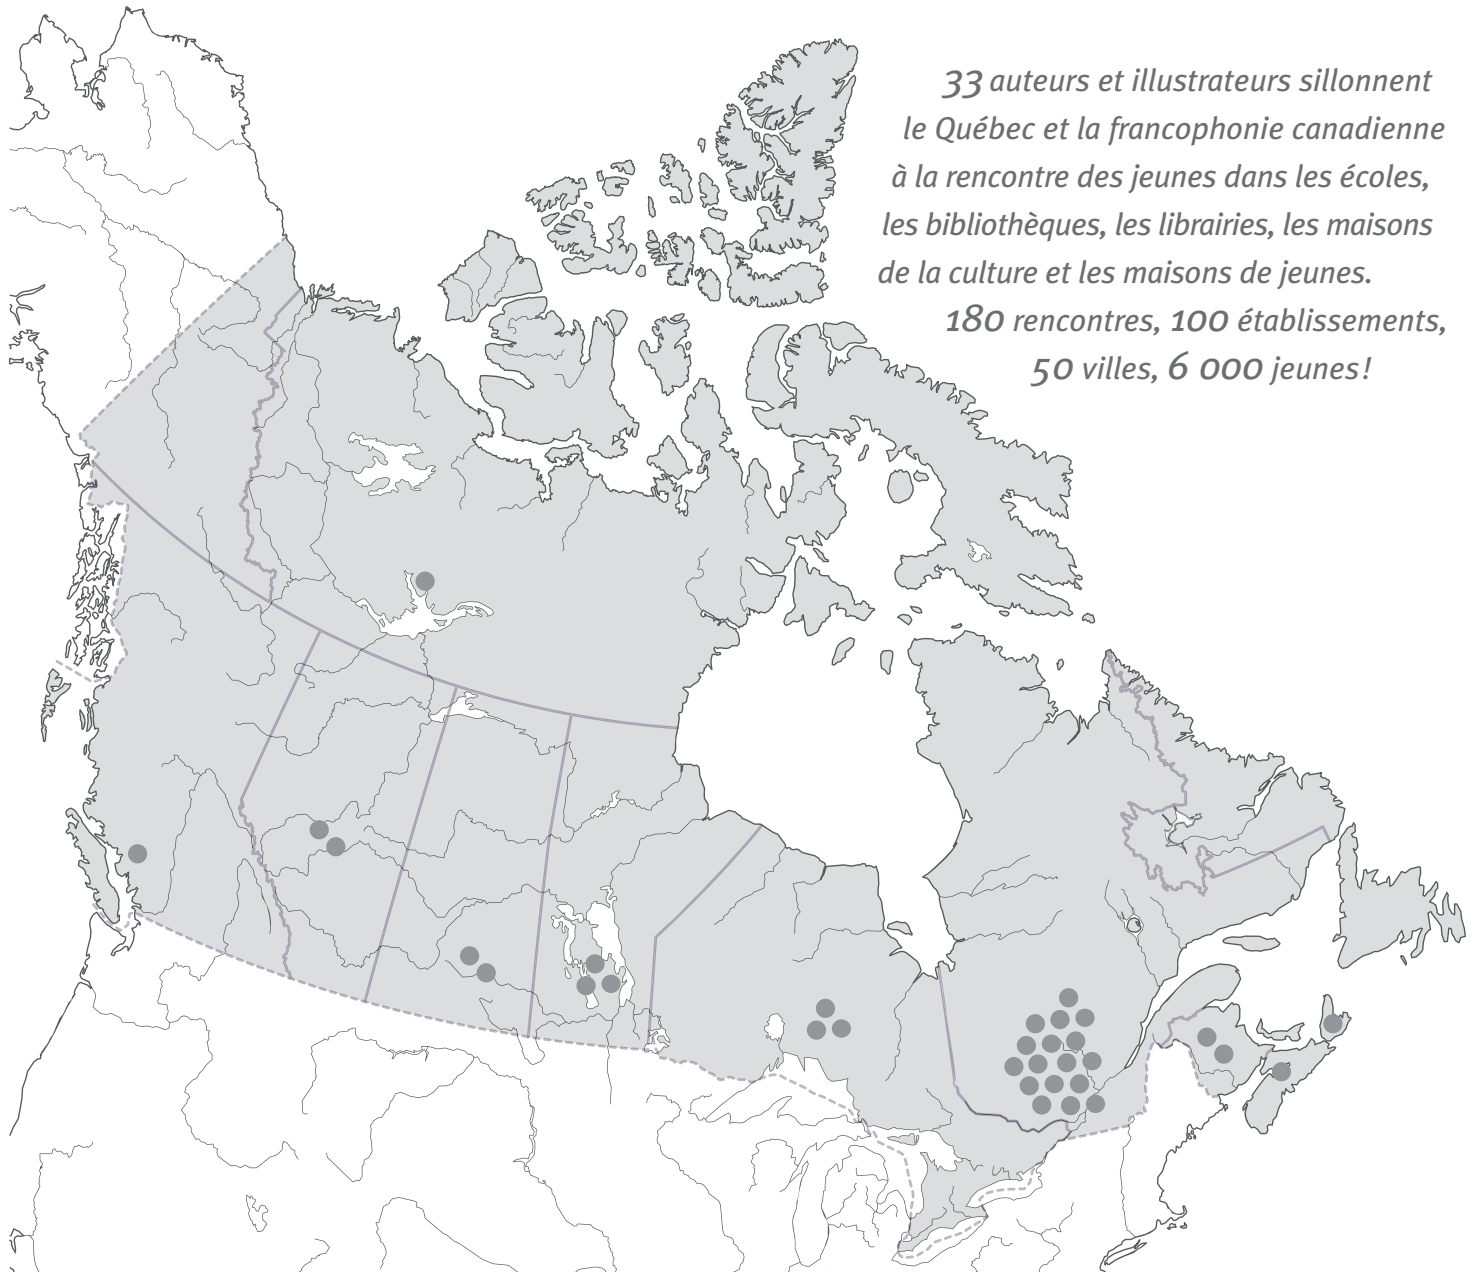 33 auteurs et illustrateurs sillonnent
le Québec et la francophonie canadienne
à la rencontre des jeunes dans les écoles,
les bibliothèques, les librairies, les maisons
de la culture et les maisons de jeunes.
180 rencontres, 100 établissements,
50 villes, 6 000 jeunes !